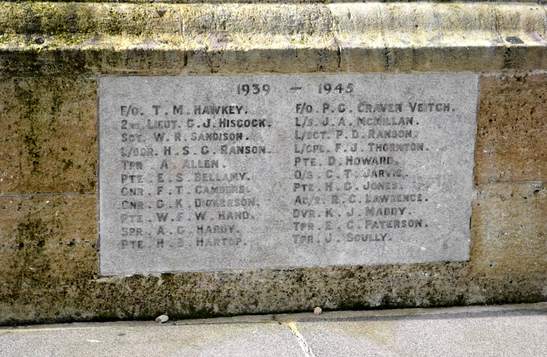 1939 — 1945
F/O. T. M. HAWKEY.
2ND LIEUT. G. J. HISCOCK.
SGT. W. R. SANDISON.
L/BDR. H. S. G. RANSON.
TPR A. ALLEN.
PTE. E. S. BELLAMY.
GNR. F. T. CAMBERS.
GNR. G. K. DICKERSON.
PTE. W. F. W. HAND.
SPR. A. G. HARDY.
PTE. H. B. HARTOP.
F/O. P. G. CRAVEN VEITCH.
L/S. J. A. MCMILLAN.
L/SGT. P. D. RANSON.
L/CPL. F. J. THORNTON.
PTE. D. HOWARD.
O/S. C. T. JARVIS.
PTE. H. G. JONES.
R. C. LAWRENCE.
DVR. K. J. MADDY.
TPR. E. G. PATERSON.
TPR. J. SCULLY.